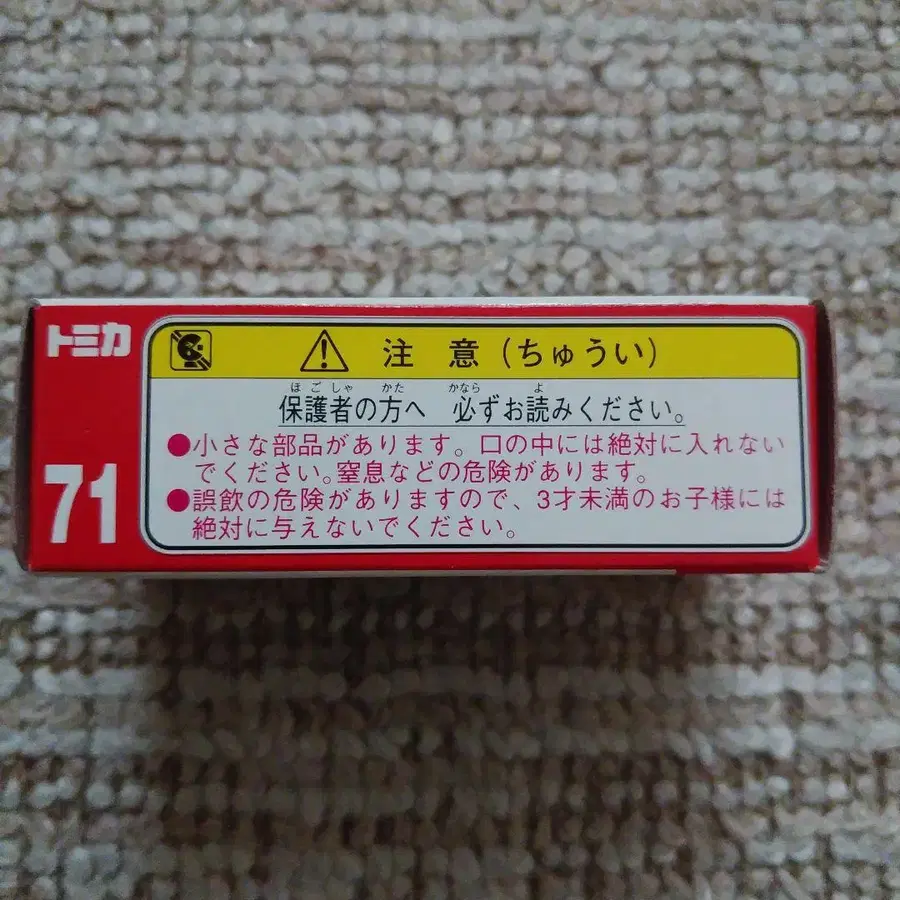 トミカ
71
注意(ちゅうい)
ほごしゃ かた かなら よ
保護者の方へ 必ずお読みください。
●小さな部品があります。口の中には絶対に入れない
でください。窒息などの危険があります。
●誤飲の危険がありますので、3才未満のお子様には
絶対に与えないでください。